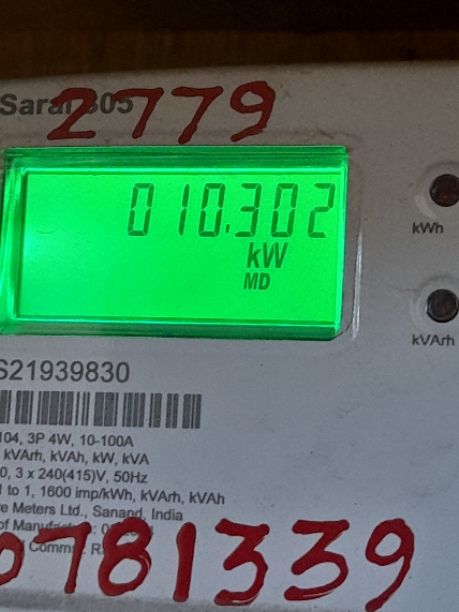 Saral 305
2779
010.302
kW
MD
kWh
kVArh
S21939830
104, 3P 4W, 10-100A
kVArh, kVAh, kW, kVA
0, 3 x 240(415)V, 50Hz
1 to 1, 1600 imp/kWh, kVArh, kVAh
e Meters Ltd., Sanand, India
of Manufac
Comm
0781339